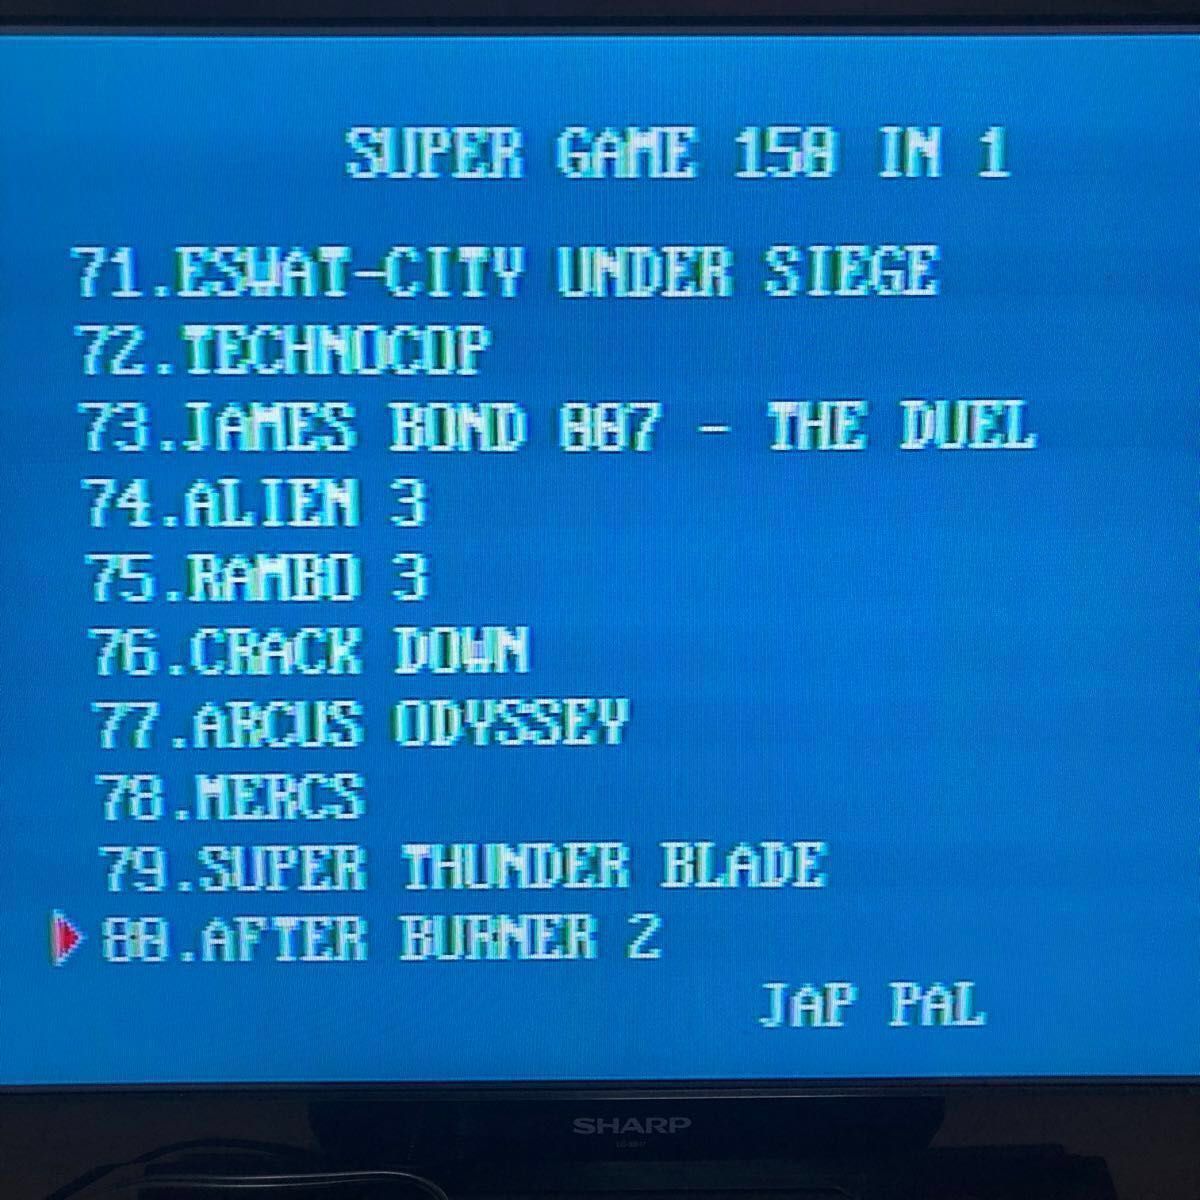 SUPER GAME 150 IN 1
71.ESWAT-CITY UNDER SIEGE
72.TECHNOCOP
73.JAMES BOND 007 - THE DUEL
74.ALIEN 3
75.RAMBO 3
76.CRACK DOWN
77.ARCUS ODYSSEY
78.MERCS
79.SUPER THUNDER BLADE
80.AFTER BURNER 2
JAP PAL
SHARP